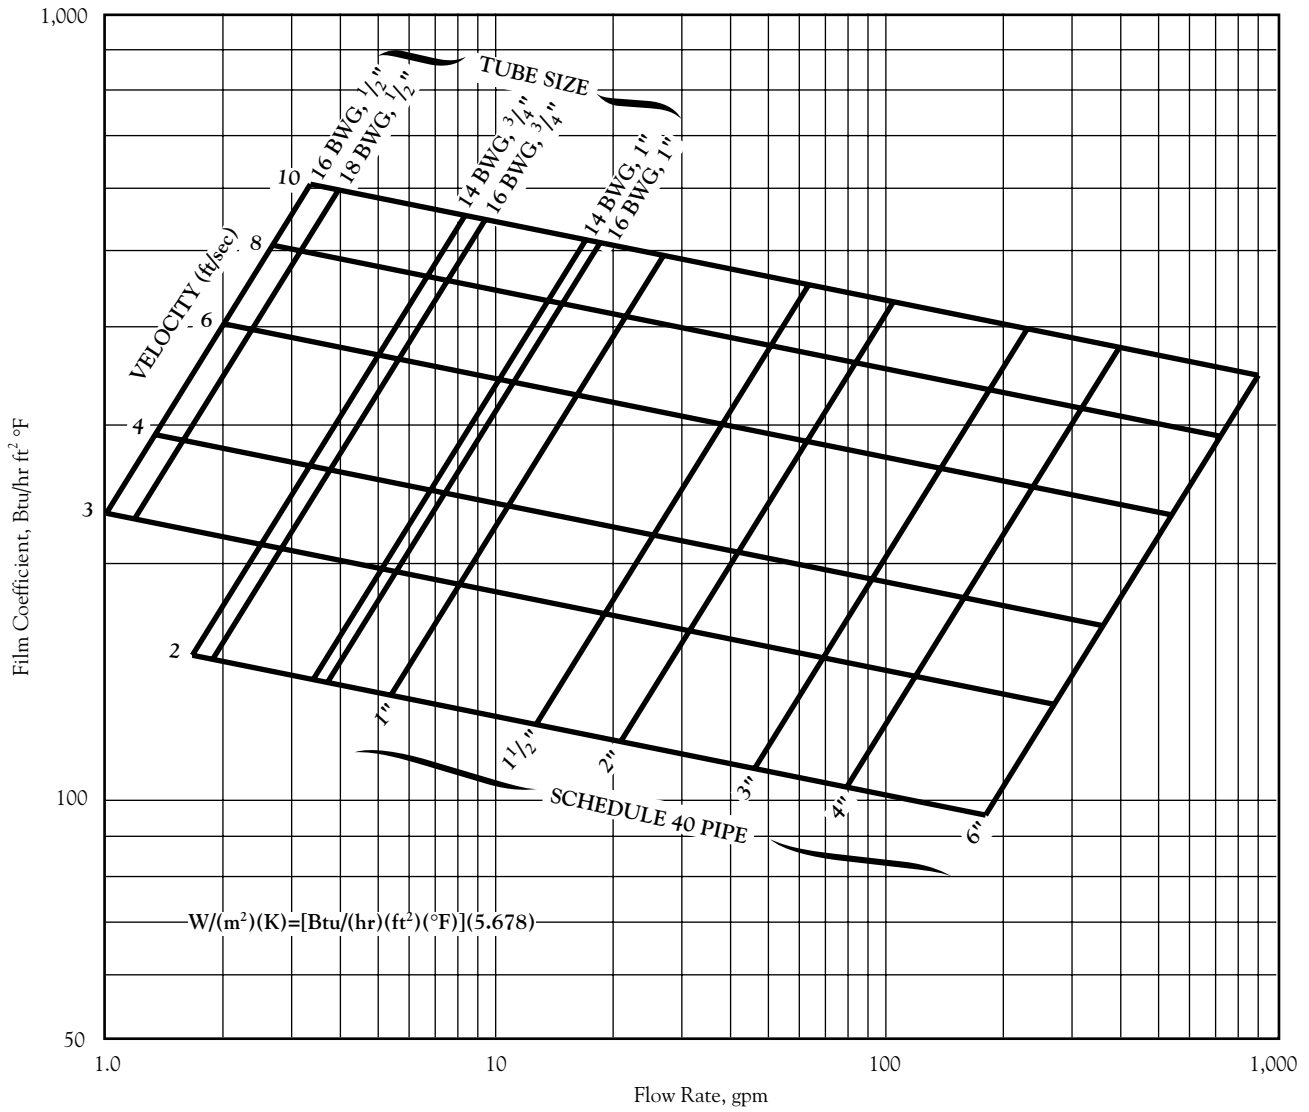 1,000
TUBE SIZE
16 BWG, 1/2"
18 BWG, 1/2"
14 BWG, 3/4"
16 BWG, 3/4"
14 BWG, 1"
16 BWG, 1"
10
8
6
4
3
2
VELOCITY (ft/sec)
Film Coefficient, Btu/hr ft² °F
1"
1 1/2"
2"
3"
4"
6"
SCHEDULE 40 PIPE
100
W/(m²)(K)=[Btu/(hr)(ft²)(°F)](5.678)
50
1.0
10
100
1,000
Flow Rate, gpm